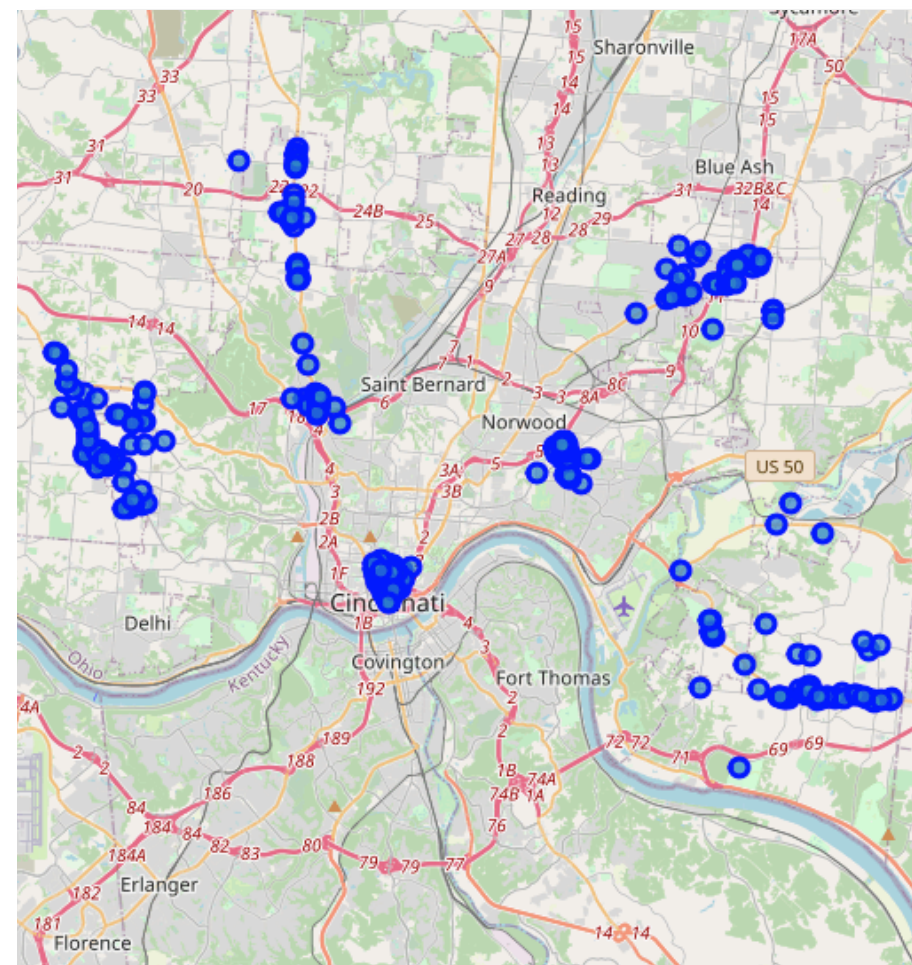 Sycamore
15
Sharonville
17A
33
15
50
14
33
14
15
15
31
13
13
Blue Ash
31
20
22
22
Reading
31
32B&C
14
24B
25
12
29
27
28
28
27A
9
14
14
10
7
7
1
2
9
Saint Bernard
3
3
8C
8A
17
18
6
4
Norwood
5
5
US 50
4
3A
3
3B
2B
2A
2
1F
Cincinnati
Delhi
1B
4
Ohio
Kentucky
Covington
3
Fort Thomas
192
2
4A
2
2
189
2
72
72
71
69
69
188
1B
74A
74B
1A
186
84
184
84
76
82
83
80
184A
79
79
77
Erlanger
182
181
14
14
Florence